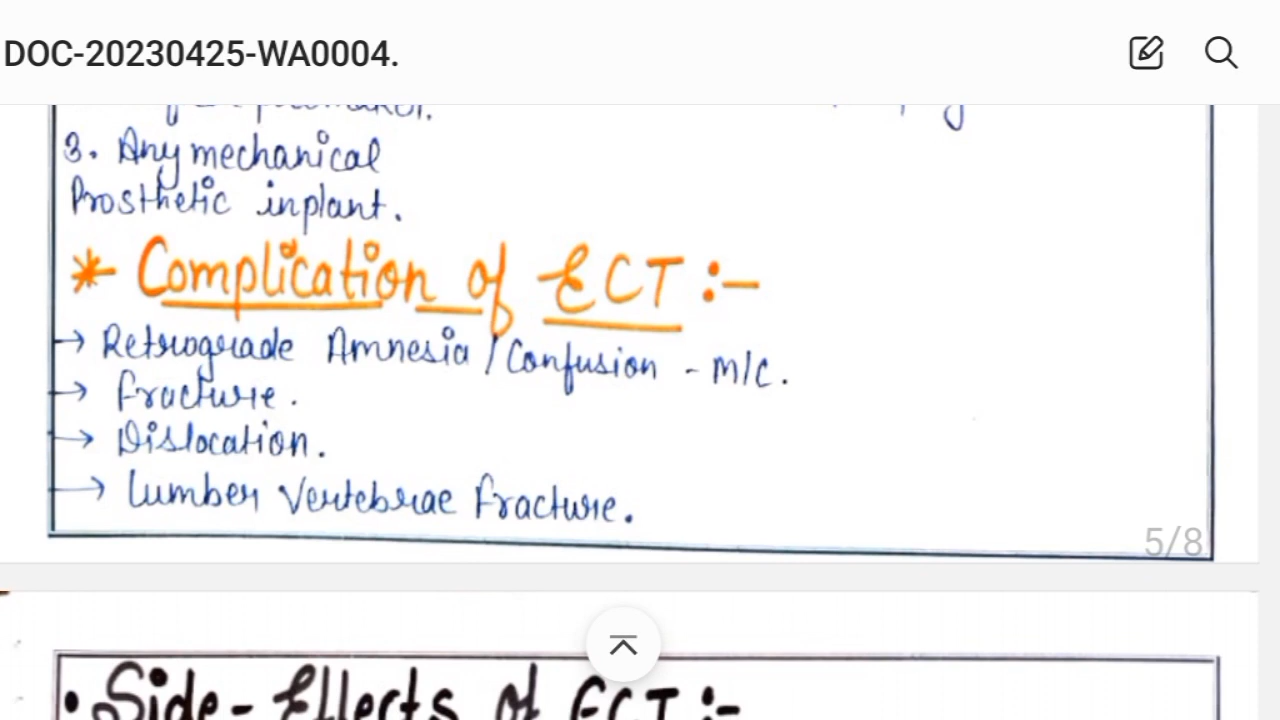 DOC-20230425-WA0004.
3. Any mechanical
Prosthetic inplant.
* Complication of ECT :-
→ Retrograde Amnesia / Confusion - m/c.
→ fracture.
→ Dislocation.
→ Lumber Vertebrae fracture.
5/8
• Side-Effects of ECT :-